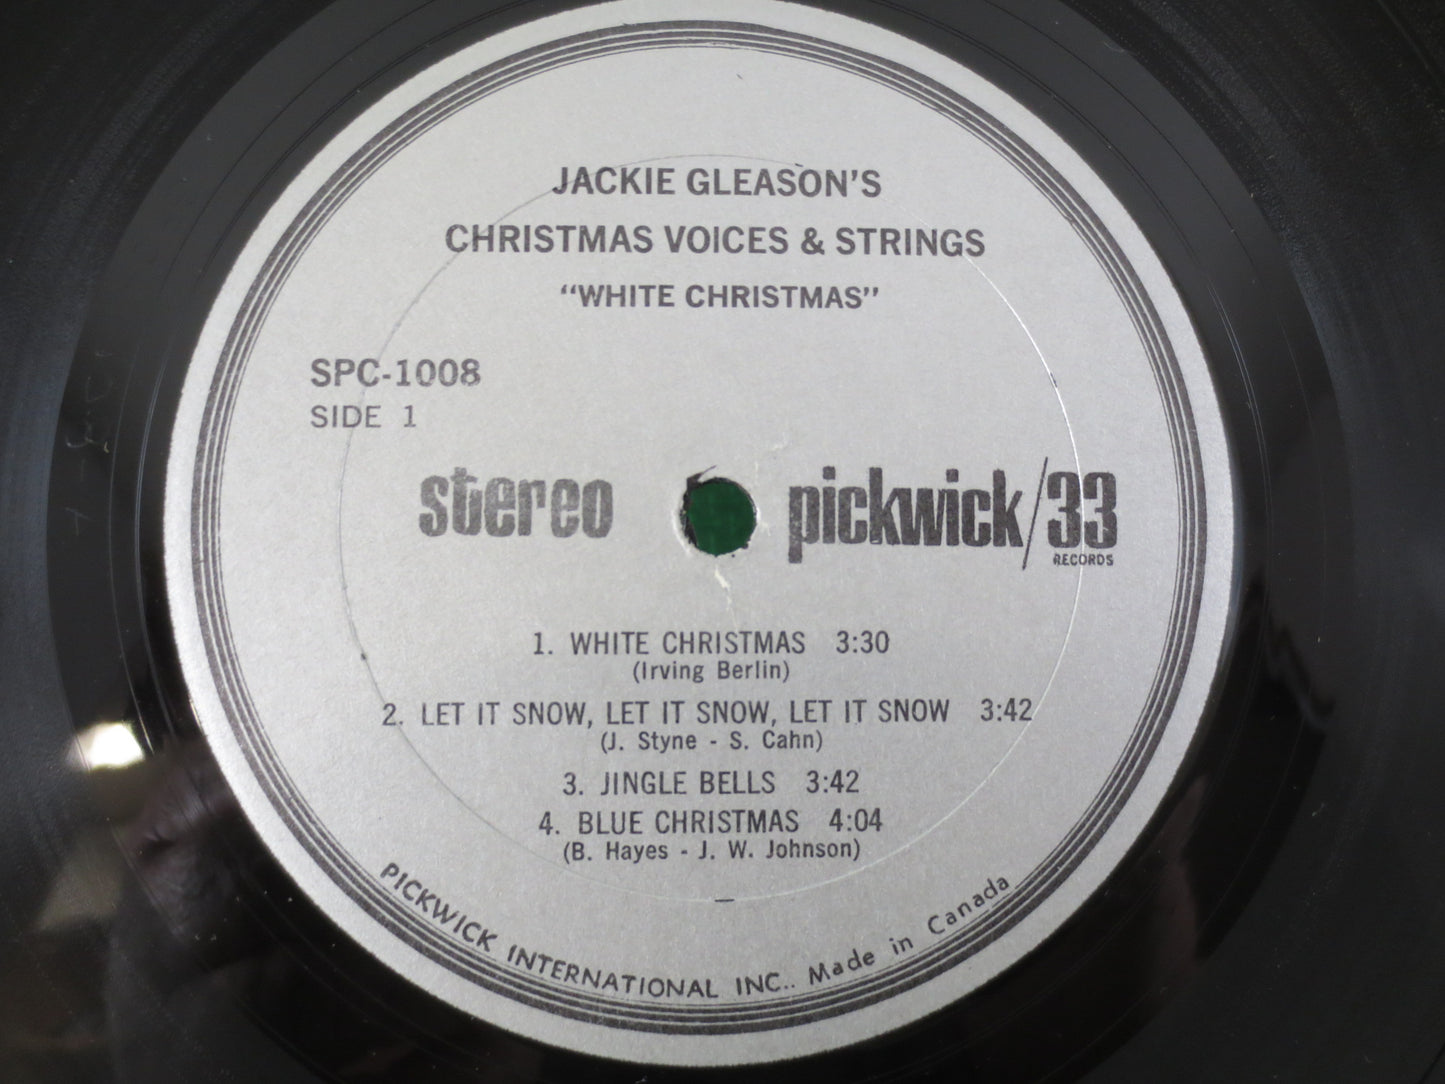 JACKIE GLEASON'S
CHRISTMAS VOICES & STRINGS
"WHITE CHRISTMAS"
SPC-1008
SIDE 1
stereo
pickwick/33
RECORDS
1. WHITE CHRISTMAS 3:30
(Irving Berlin)
2. LET IT SNOW, LET IT SNOW, LET IT SNOW 3:42
(J. Styne - S. Cahn)
3. JINGLE BELLS 3:42
4. BLUE CHRISTMAS 4:04
(B. Hayes - J. W. Johnson)
PICKWICK INTERNATIONAL INC.. Made in Canada